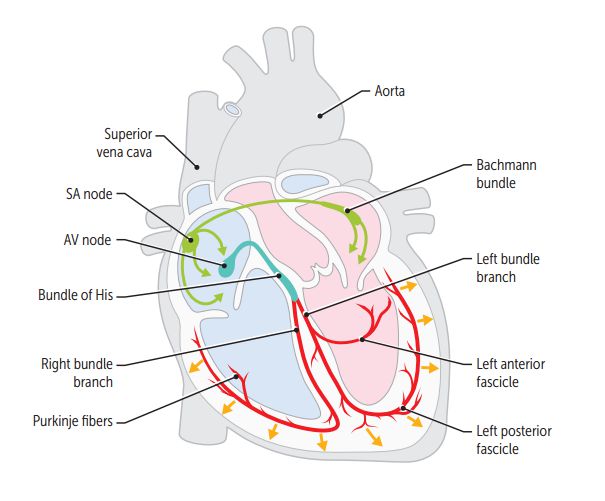 Aorta
Superior
vena cava
SA node
AV node
Bundle of His
Right bundle
branch
Purkinje fibers
Bachmann
bundle
Left bundle
branch
Left anterior
fascicle
Left posterior
fascicle